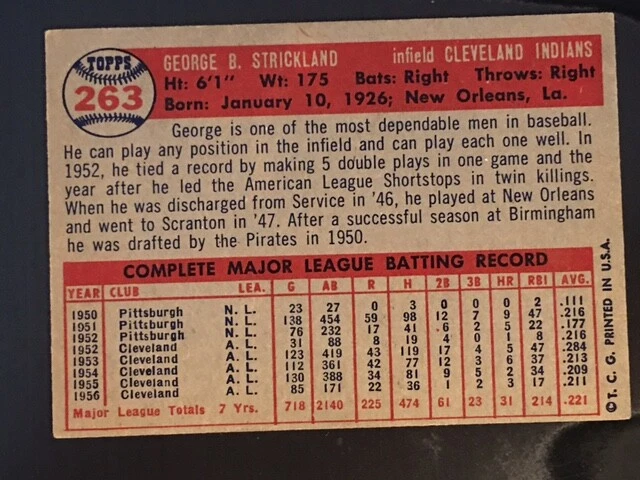 TOPPS
263
GEORGE B. STRICKLAND infield CLEVELAND INDIANS
Ht: 6'1" Wt: 175 Bats: Right Throws: Right
Born: January 10, 1926; New Orleans, La.
George is one of the most dependable men in baseball.
He can play any position in the infield and can play each one well. In
1952, he tied a record by making 5 double plays in one game and the
year after he led the American League Shortstops in twin killings.
When he was discharged from Service in '46, he played at New Orleans
and went to Scranton in '47. After a successful season at Birmingham
he was drafted by the Pirates in 1950.
COMPLETE MAJOR LEAGUE BATTING RECORD
YEAR CLUB LEA. G AB R H 2B 3B HR RBI AVG.
1950 Pittsburgh N. L. 23 27 0 3 0 0 0 2 .111
1951 Pittsburgh N. L. 138 454 59 98 12 7 9 47 .216
1952 Pittsburgh N. L. 76 232 17 41 6 2 5 22 .177
1952 Cleveland A. L. 31 88 8 19 4 0 1 8 .216
1953 Cleveland A. L. 123 419 43 119 17 4 5 47 .284
1954 Cleveland A. L. 112 361 42 77 12 3 6 37 .213
1955 Cleveland A. L. 130 388 34 81 9 5 2 34 .209
1956 Cleveland A. L. 85 171 22 36 1 2 3 17 .211
Major League Totals 7 Yrs. 718 2140 225 474 61 23 31 214 .221
©T. C. G. PRINTED IN U.S.A.